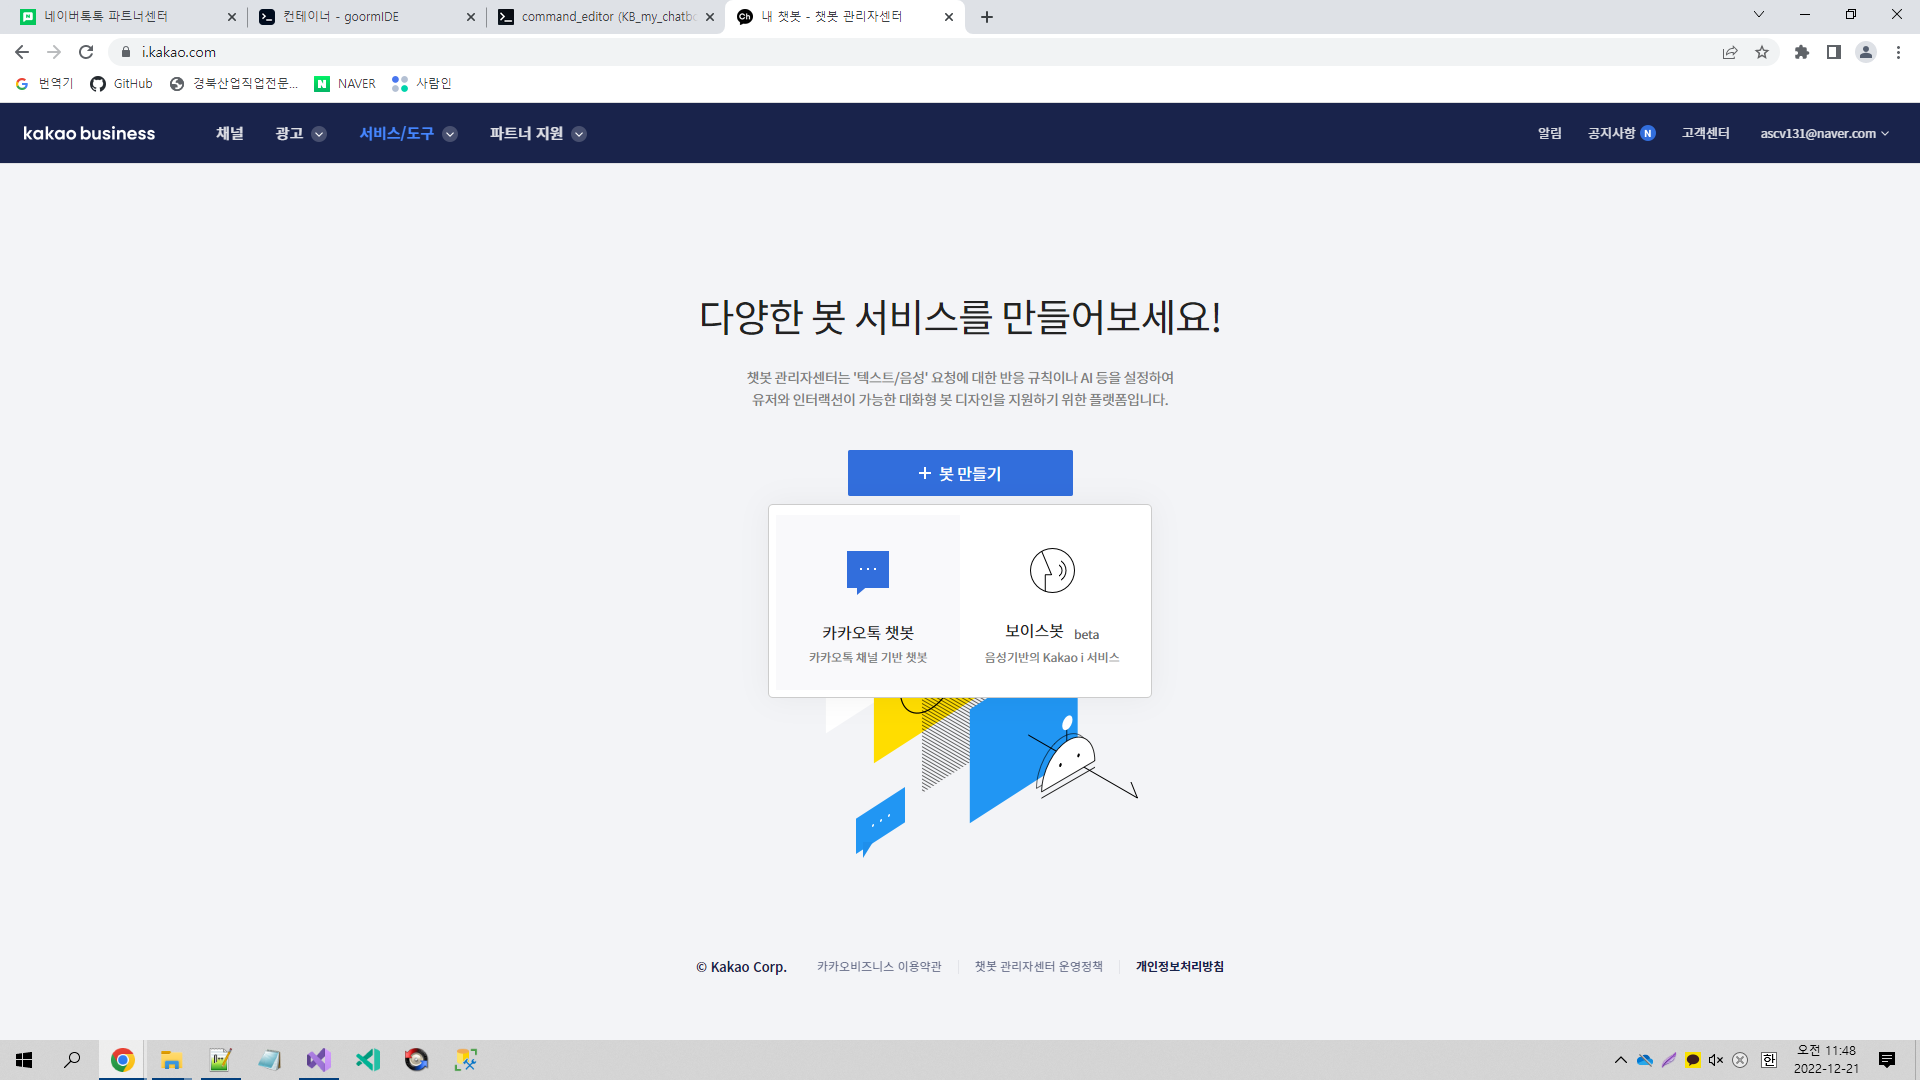 네이버톡톡 파트너센터
컨테이너 - goormIDE
command_editor (KB_my_chatbo
내 챗봇 - 챗봇 관리자센터
i.kakao.com
번역기
GitHub
경북산업직업전문...
NAVER
사람인
kakao business
채널
광고
서비스/도구
파트너 지원
알림
공지사항 N
고객센터
ascv131@naver.com
다양한 봇 서비스를 만들어보세요!
챗봇 관리자센터는 '텍스트/음성' 요청에 대한 반응 규칙이나 AI 등을 설정하여
유저와 인터랙션이 가능한 대화형 봇 디자인을 지원하기 위한 플랫폼입니다.
+ 봇 만들기
카카오톡 챗봇
카카오톡 채널 기반 챗봇
보이스봇 beta
음성기반의 Kakao i 서비스
© Kakao Corp.
카카오비즈니스 이용약관
챗봇 관리자센터 운영정책
개인정보처리방침
한
오전 11:48
2022-12-21